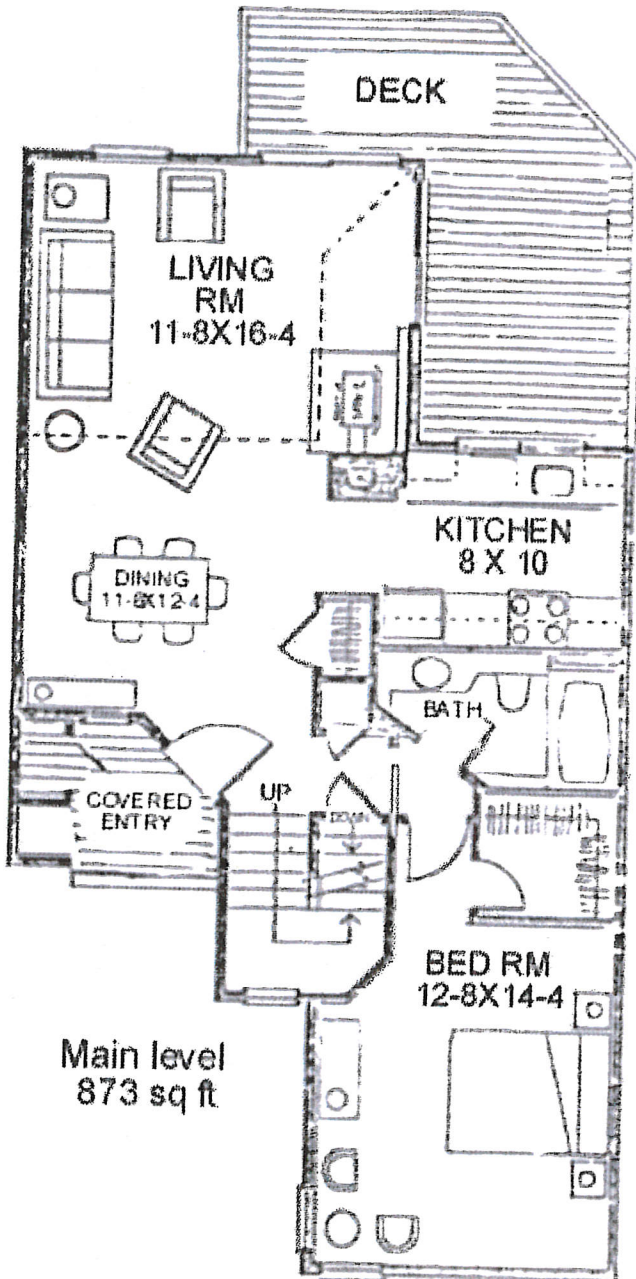 DECK
LIVING
RM
11-8X16-4
KITCHEN
8 X 10
DINING
11-6X12-4
BATH
COVERED
ENTRY
UP
DOWN
BED RM
12-8X14-4
Main level
873 sq ft